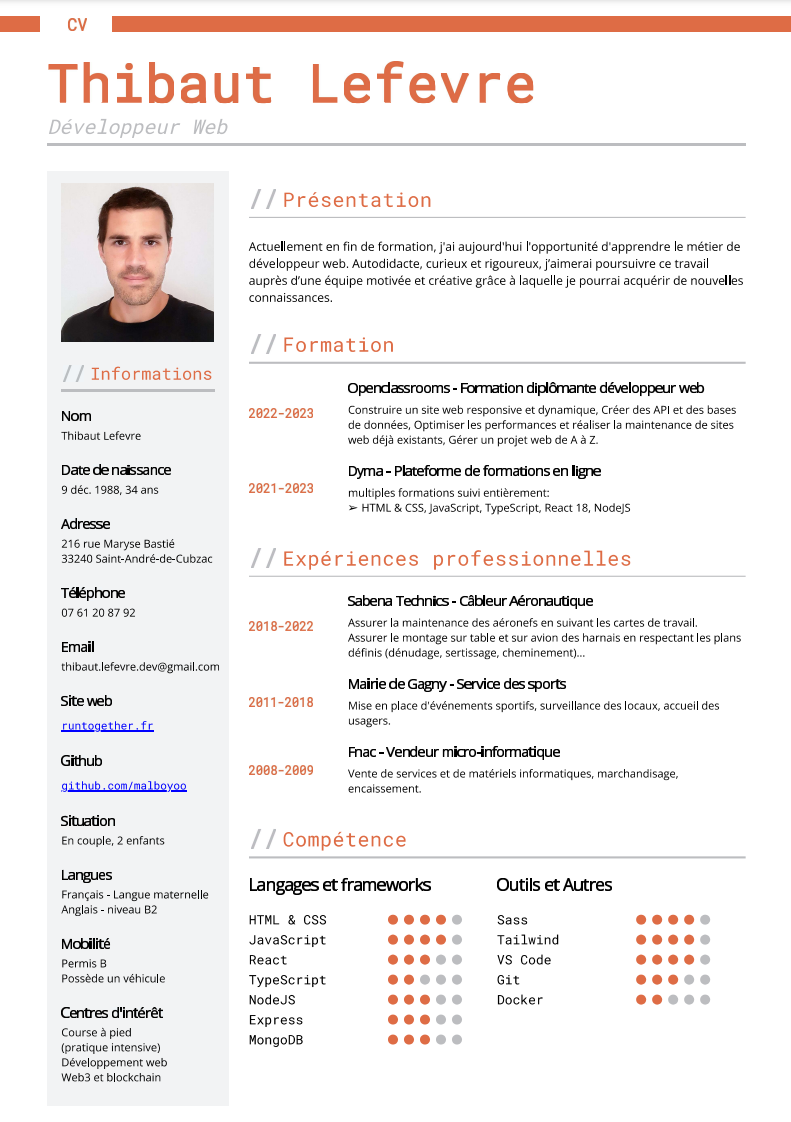 CV
Thibaut Lefevre
Développeur Web
// Informations
Nom
Thibaut Lefevre
Date de naissance
9 déc. 1988, 34 ans
Adresse
216 rue Maryse Bastié
33240 Saint-André-de-Cubzac
Téléphone
07 61 20 87 92
Email
thibaut.lefevre.dev@gmail.com
Site web
runtogether.fr
Github
github.com/malboyoo
Situation
En couple, 2 enfants
Langues
Français - Langue maternelle
Anglais - niveau B2
Mobilité
Permis B
Possède un véhicule
Centres d'intérêt
Course à pied
(pratique intensive)
Développement web
Web3 et blockchain
// Présentation
Actuellement en fin de formation, j'ai aujourd'hui l'opportunité d'apprendre le métier de
développeur web. Autodidacte, curieux et rigoureux, j’aimerai poursuivre ce travail
auprès d’une équipe motivée et créative grâce à laquelle je pourrai acquérir de nouvelles
connaissances.
// Formation
Openclassrooms - Formation diplômante développeur web
2022-2023
Construire un site web responsive et dynamique, Créer des API et des bases
de données, Optimiser les performances et réaliser la maintenance de sites
web déjà existants, Gérer un projet web de A à Z.
Dyma - Plateforme de formations en ligne
2021-2023
multiples formations suivi entièrement:
➢ HTML & CSS, JavaScript, TypeScript, React 18, NodeJS
// Expériences professionnelles
Sabena Technics - Câbleur Aéronautique
2018-2022
Assurer la maintenance des aéronefs en suivant les cartes de travail.
Assurer le montage sur table et sur avion des harnais en respectant les plans
définis (dénudage, sertissage, cheminement)...
Mairie de Gagny - Service des sports
2011-2018
Mise en place d'événements sportifs, surveillance des locaux, accueil des
usagers.
Fnac - Vendeur micro-informatique
2008-2009
Vente de services et de matériels informatiques, marchandisage,
encaissement.
// Compétence
Langages et frameworks
HTML & CSS
JavaScript
React
TypeScript
NodeJS
Express
MongoDB
Outils et Autres
Sass
Tailwind
VS Code
Git
Docker